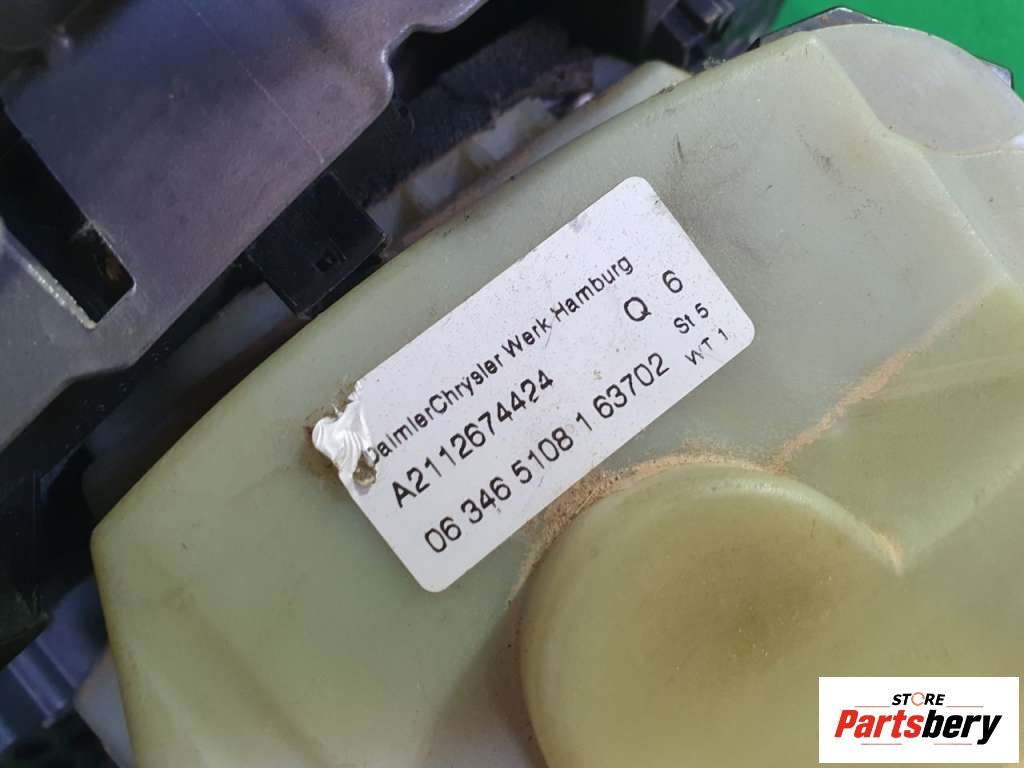 DaimlerChrysler Werk Hamburg
A2112674424 Q 6
06 346 5108 1 63702 St 5
WT 1
STORE
Partsbery